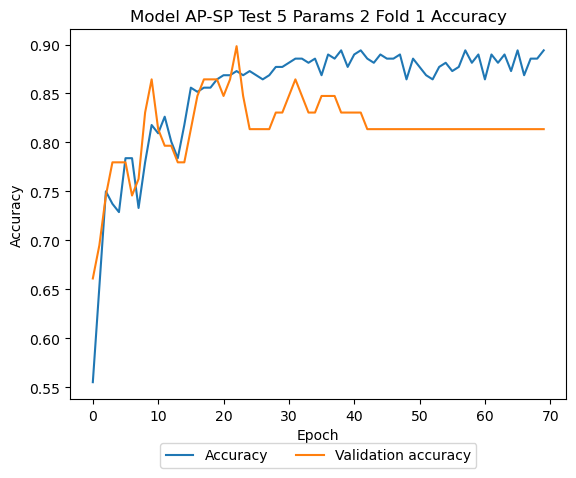 Model AP-SP Test 5 Params 2 Fold 1 Accuracy
0.90
0.85
0.80
0.75
0.70
0.65
0.60
0.55
Accuracy
0 10 20 30 40 50 60 70
Epoch
Accuracy Validation accuracy